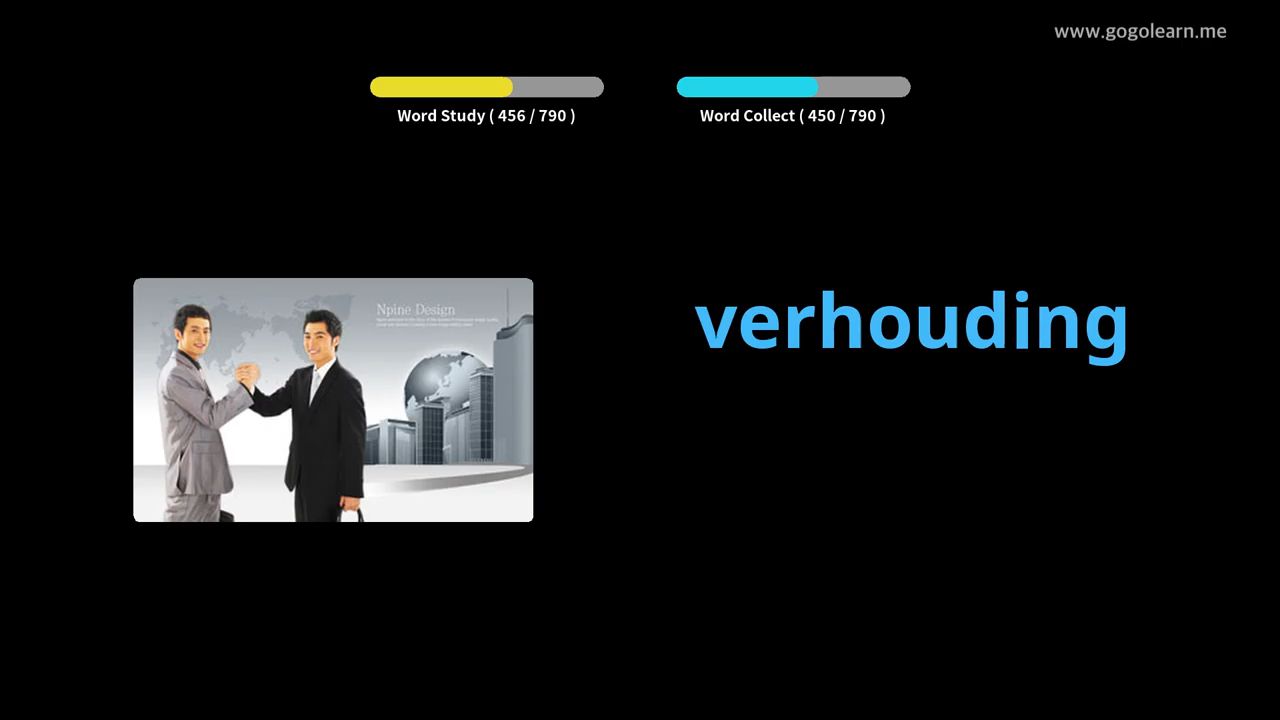 www.gogolearn.me
Word Study ( 456 / 790 )
Word Collect ( 450 / 790 )
Npine Design
verhouding